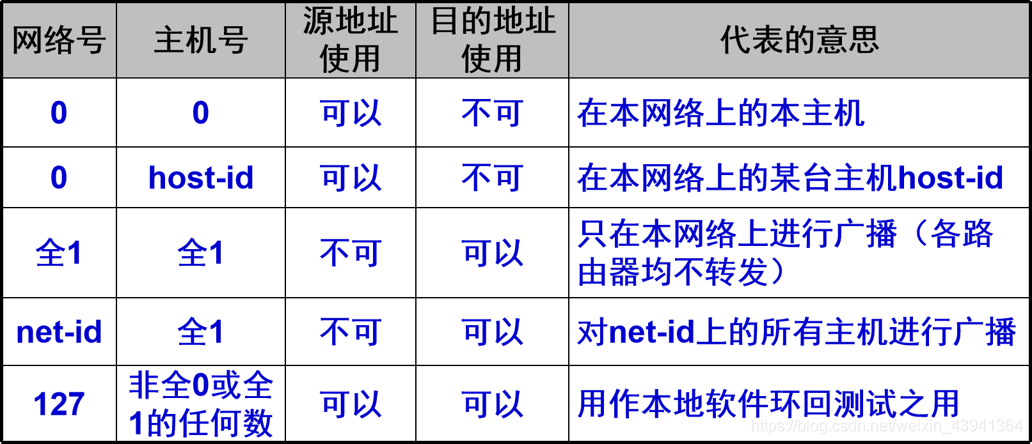 网络号 主机号 源地址使用 目的地址使用 代表的意思
0 0 可以 不可 在本网络上的本主机
0 host-id 可以 不可 在本网络上的某台主机host-id
全1 全1 不可 可以 只在本网络上进行广播（各路由器均不转发）
net-id 全1 不可 可以 对net-id上的所有主机进行广播
127 非全0或全1的任何数 可以 可以 用作本地软件环回测试之用
https://blog.csdn.net/weixin_43941364